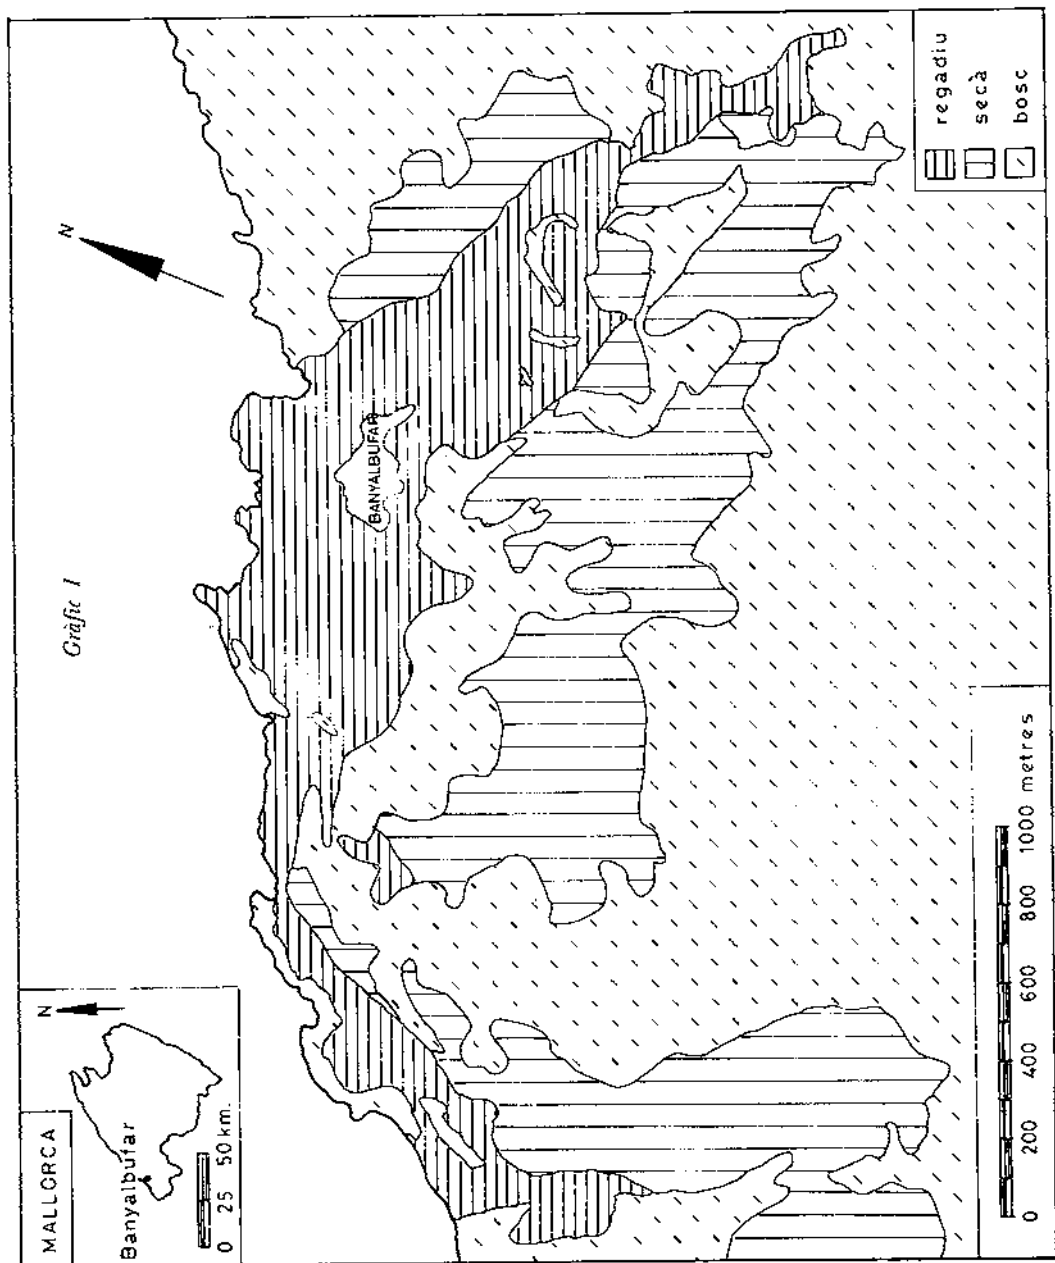 Gràfic 1
MALLORCA
N
Banyalbufar
0 25 50 km.
N
BANYALBUFAR
0 200 400 600 800 1000 metres
regadiu
secà
bosc